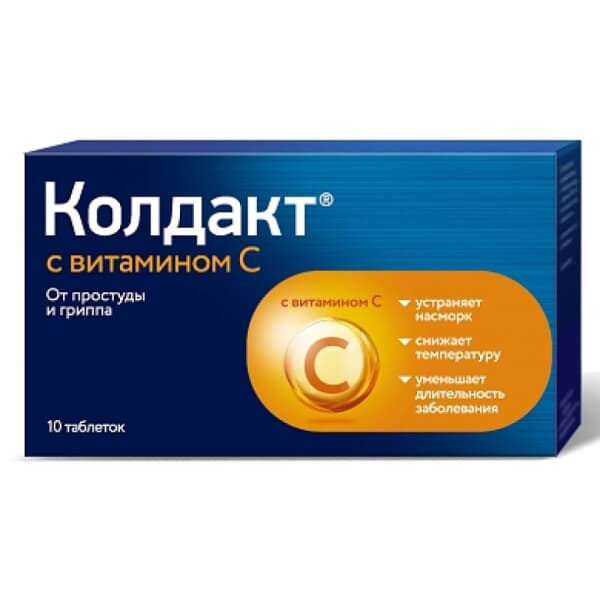 Колдакт®
с витамином С
От простуды
и гриппа
10 таблеток
с витамином С
С
устраняет
насморк
снижает
температуру
уменьшает
длительность
заболевания